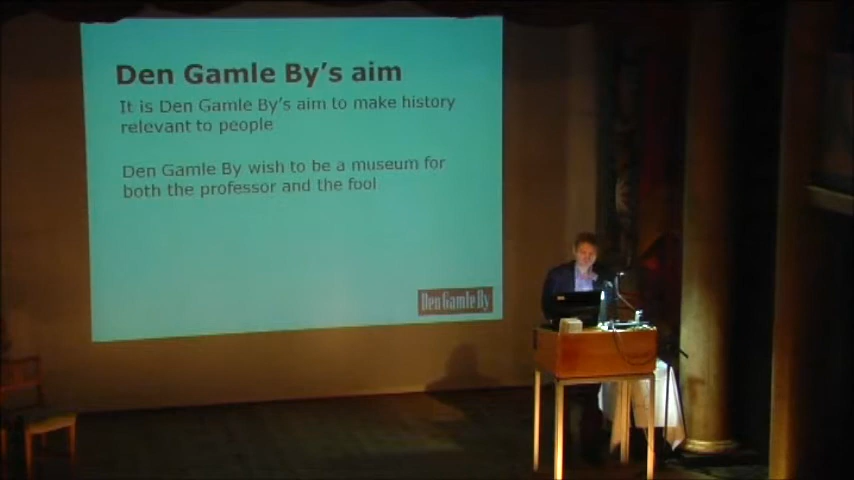 Den Gamle By's aim
It is Den Gamle By's aim to make history
relevant to people
Den Gamle By wish to be a museum for
both the professor and the fool
Den Gamle By